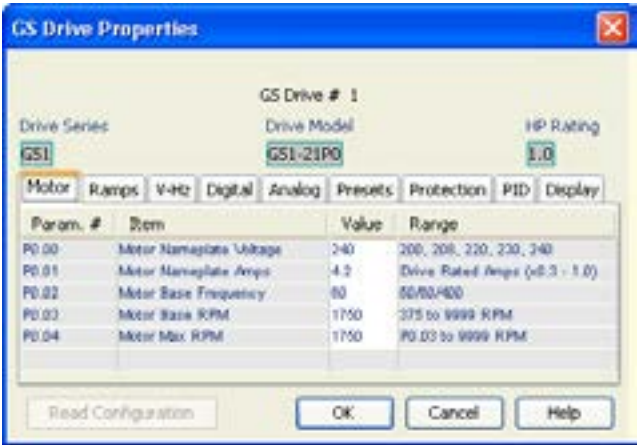 GS Drive Properties
GS Drive # 1
Drive Series Drive Model HP Rating
GS1 GS1-21P0 1.0
Motor Ramps V-Hz Digital Analog Presets Protection PID Display
Param. # Item Value Range
P0.00 Motor Nameplate Voltage 240 200, 208, 220, 230, 240
P0.01 Motor Nameplate Amps 4.2 Drive Rated Amps (x0.3 - 1.0)
P0.02 Motor Base Frequency 60 50/60/400
P0.03 Motor Base RPM 1750 375 to 9999 RPM
P0.04 Motor Max RPM 1750 P0.03 to 9999 RPM
Read Configuration OK Cancel Help